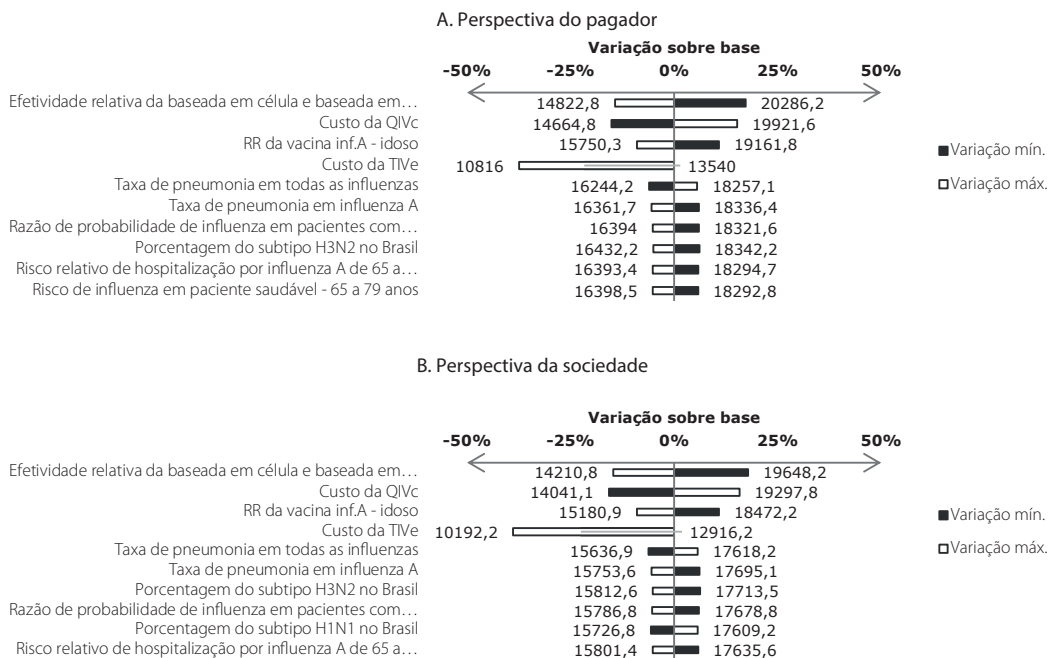 A. Perspectiva do pagador
Variação sobre base
-50% -25% 0% 25% 50%
Efetividade relativa da baseada em célula e baseada em… 14822,8 20286,2
Custo da QIVc 14664,8 19921,6
RR da vacina inf.A - idoso 15750,3 19161,8
Custo da TIVe 10816 13540
Taxa de pneumonia em todas as influenzas 16244,2 18257,1
Taxa de pneumonia em influenza A 16361,7 18336,4
Razão de probabilidade de influenza em pacientes com… 16394 18321,6
Porcentagem do subtipo H3N2 no Brasil 16432,2 18342,2
Risco relativo de hospitalização por influenza A de 65 a… 16393,4 18294,7
Risco de influenza em paciente saudável - 65 a 79 anos 16398,5 18292,8
Variação mín.
Variação máx.
B. Perspectiva da sociedade
Variação sobre base
-50% -25% 0% 25% 50%
Efetividade relativa da baseada em célula e baseada em… 14210,8 19648,2
Custo da QIVc 14041,1 19297,8
RR da vacina inf.A - idoso 15180,9 18472,2
Custo da TIVe 10192,2 12916,2
Taxa de pneumonia em todas as influenzas 15636,9 17618,2
Taxa de pneumonia em influenza A 15753,6 17695,1
Porcentagem do subtipo H3N2 no Brasil 15812,6 17713,5
Razão de probabilidade de influenza em pacientes com… 15786,8 17678,8
Porcentagem do subtipo H1N1 no Brasil 15726,8 17609,2
Risco relativo de hospitalização por influenza A de 65 a… 15801,4 17635,6
Variação mín.
Variação máx.